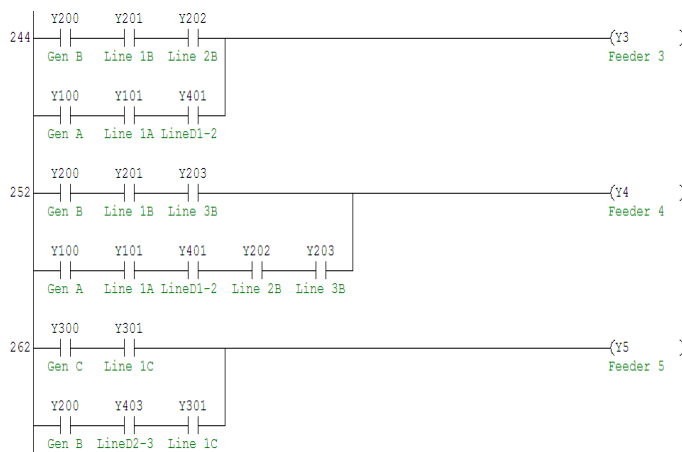 Y200 Y201 Y202
244 (Y3 )
Gen B Line 1B Line 2B Feeder 3
Y100 Y101 Y401
Gen A Line 1A LineD1-2
Y200 Y201 Y203
252 (Y4 )
Gen B Line 1B Line 3B Feeder 4
Y100 Y101 Y401 Y202 Y203
Gen A Line 1A LineD1-2 Line 2B Line 3B
Y300 Y301
262 (Y5 )
Gen C Line 1C Feeder 5
Y200 Y403 Y301
Gen B LineD2-3 Line 1C